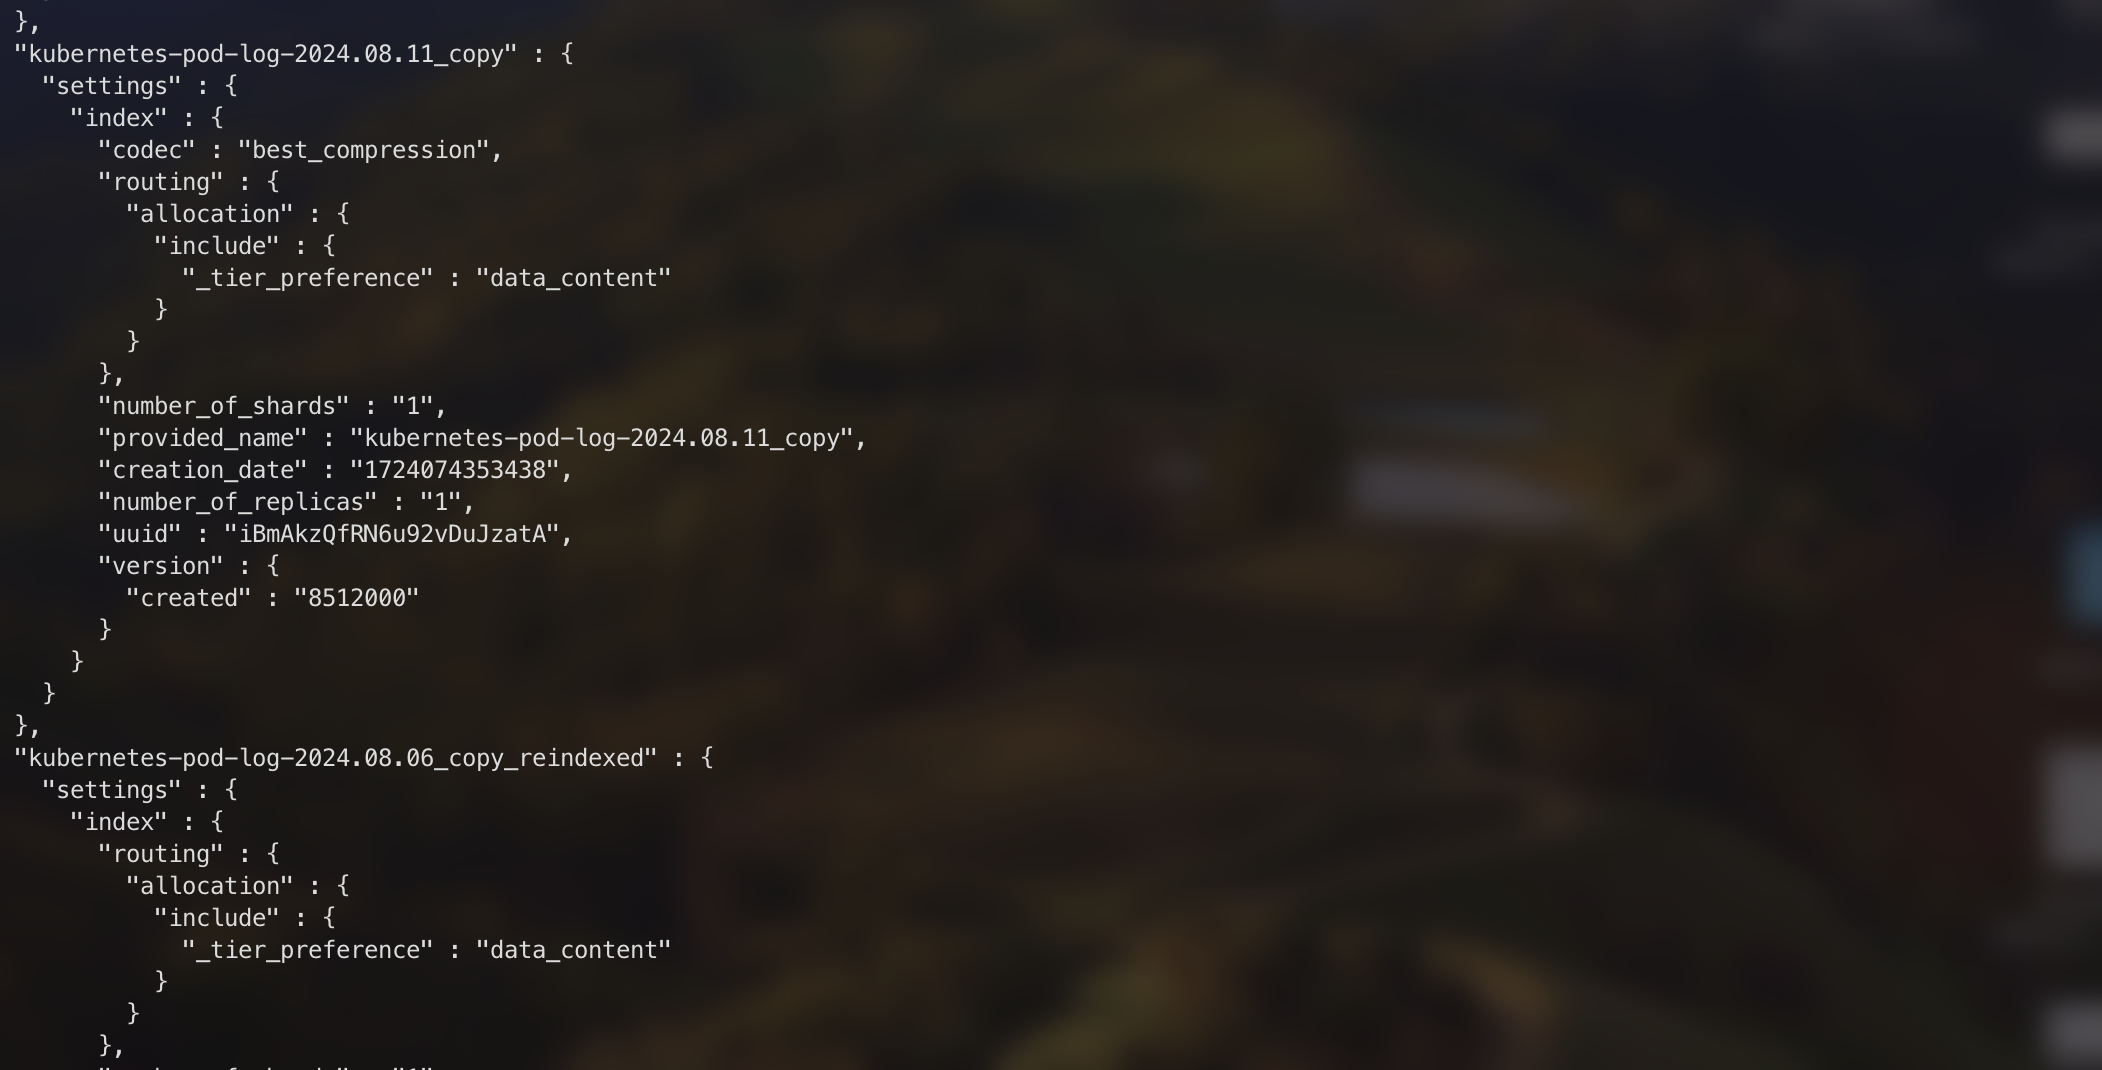 },
"kubernetes-pod-log-2024.08.11_copy" : {
"settings" : {
"index" : {
"codec" : "best_compression",
"routing" : {
"allocation" : {
"include" : {
"_tier_preference" : "data_content"
}
}
},
"number_of_shards" : "1",
"provided_name" : "kubernetes-pod-log-2024.08.11_copy",
"creation_date" : "1724074353438",
"number_of_replicas" : "1",
"uuid" : "iBmAkzQfRN6u92vDuJzatA",
"version" : {
"created" : "8512000"
}
}
}
},
"kubernetes-pod-log-2024.08.06_copy_reindexed" : {
"settings" : {
"index" : {
"routing" : {
"allocation" : {
"include" : {
"_tier_preference" : "data_content"
}
}
},